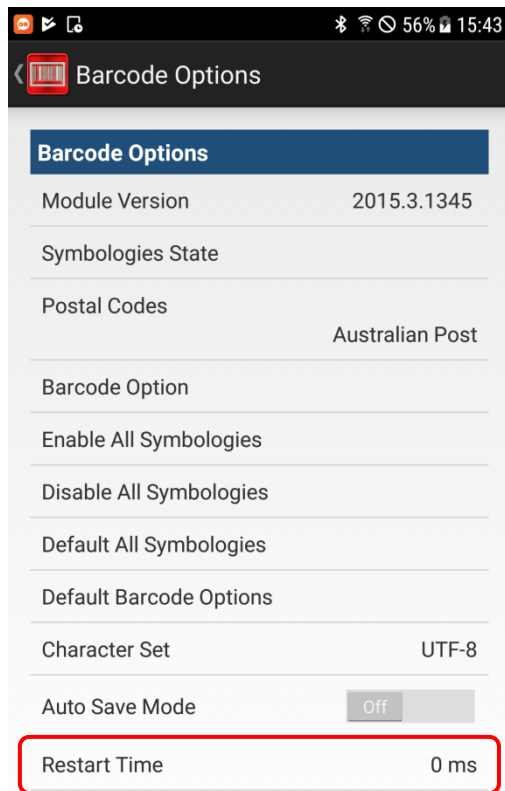 56% 15:43
Barcode Options
Barcode Options
Module Version 2015.3.1345
Symbologies State
Postal Codes
Australian Post
Barcode Option
Enable All Symbologies
Disable All Symbologies
Default All Symbologies
Default Barcode Options
Character Set UTF-8
Auto Save Mode Off
Restart Time 0 ms